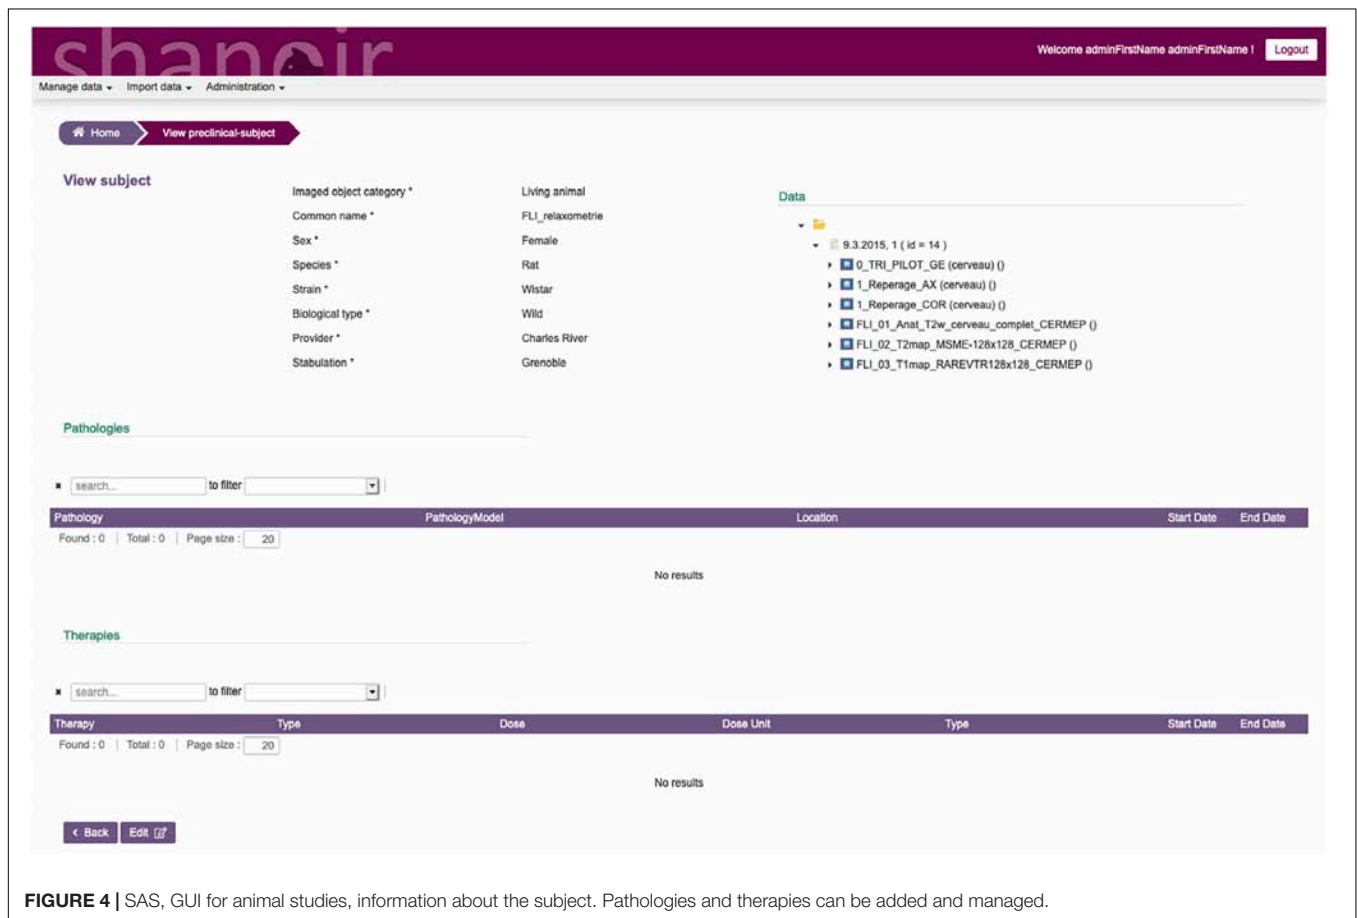 shanoir
Welcome adminFirstName adminFirstName ! Logout
Manage data Import data Administration
Home View preclinical-subject
View subject
Imaged object category * Living animal
Common name * FLI_relaxometrie
Sex * Female
Species * Rat
Strain * Wistar
Biological type * Wild
Provider * Charles River
Stabulation * Grenoble
Data
9.3.2015, 1 ( id = 14 )
0_TRI_PILOT_GE (cerveau) ()
1_Reperage_AX (cerveau) ()
1_Reperage_COR (cerveau) ()
FLI_01_Anat_T2w_cerveau_complet_CERMEP ()
FLI_02_T2map_MSME-128x128_CERMEP ()
FLI_03_T1map_RAREVTR128x128_CERMEP ()
Pathologies
search... to filter
Pathology PathologyModel Location Start Date End Date
Found : 0 | Total : 0 | Page size : 20
No results
Therapies
search... to filter
Therapy Type Dose Dose Unit Type Start Date End Date
Found : 0 | Total : 0 | Page size : 20
No results
< Back Edit
FIGURE 4 | SAS, GUI for animal studies, information about the subject. Pathologies and therapies can be added and managed.